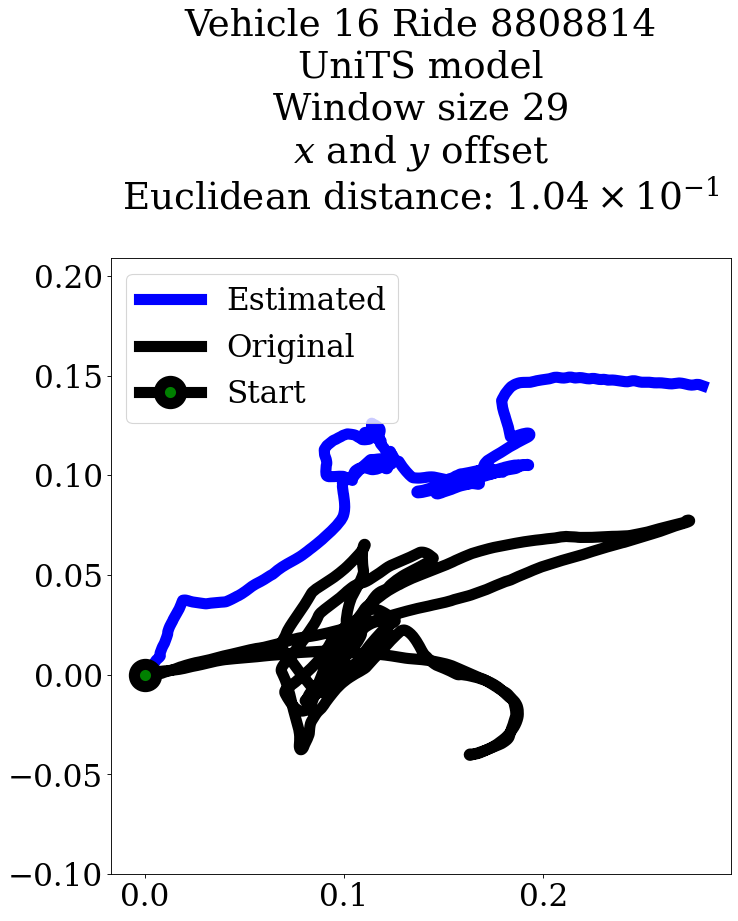 Vehicle 16 Ride 8808814
UniTS model
Window size 29
x and y offset
Euclidean distance: 1.04 × 10⁻¹
0.20
0.15
0.10
0.05
0.00
−0.05
−0.10
Estimated
Original
Start
0.0 0.1 0.2